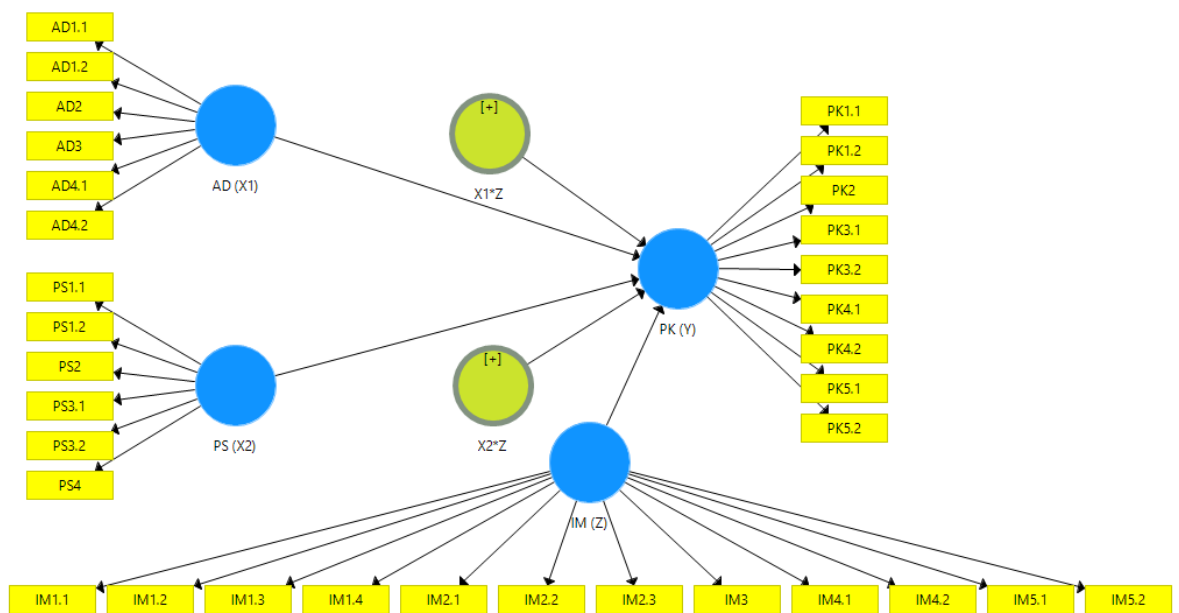 AD1.1
AD1.2
AD2
AD3
AD4.1
AD4.2
AD (X1)
[+]
X1*Z
PS1.1
PS1.2
PS2
PS3.1
PS3.2
PS4
PS (X2)
[+]
X2*Z
PK (Y)
PK1.1
PK1.2
PK2
PK3.1
PK3.2
PK4.1
PK4.2
PK5.1
PK5.2
IM (Z)
IM1.1
IM1.2
IM1.3
IM1.4
IM2.1
IM2.2
IM2.3
IM3
IM4.1
IM4.2
IM5.1
IM5.2